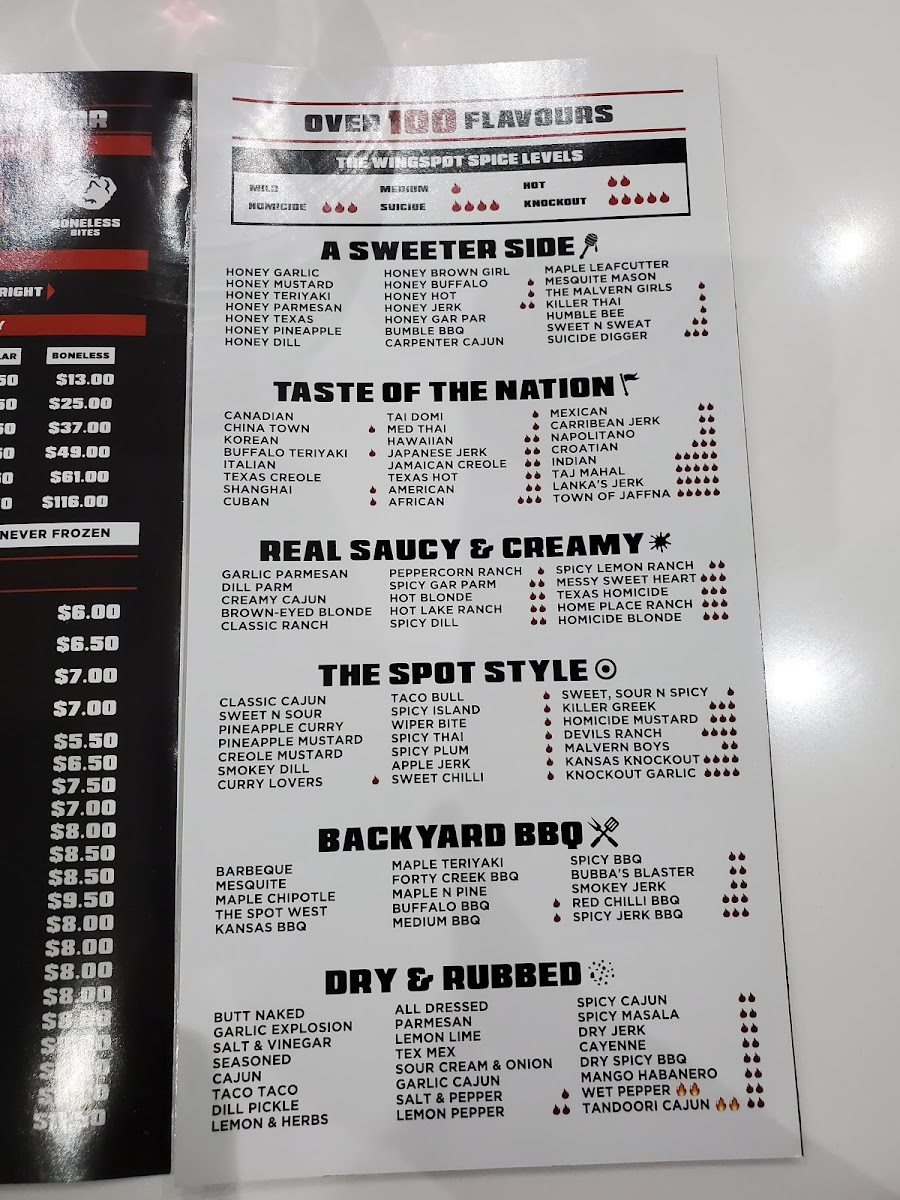 BONELESS
BITES
RIGHT
BONELESS
$13.00
$25.00
$37.00
$49.00
$61.00
$116.00
NEVER FROZEN
$6.00
$6.50
$7.00
$7.00
$5.50
$6.50
$7.50
$7.00
$8.00
$8.50
$8.50
$9.50
$8.00
$8.00
$8.00
$8.00
OVER 100 FLAVOURS
THE WINGSPOT SPICE LEVELS
MILD MEDIUM HOT
HOMICIDE SUICIDE KNOCKOUT
A SWEETER SIDE
HONEY GARLIC
HONEY MUSTARD
HONEY TERIYAKI
HONEY PARMESAN
HONEY TEXAS
HONEY PINEAPPLE
HONEY DILL
HONEY BROWN GIRL
HONEY BUFFALO
HONEY HOT
HONEY JERK
HONEY GAR PAR
BUMBLE BBQ
CARPENTER CAJUN
MAPLE LEAFCUTTER
MESQUITE MASON
THE MALVERN GIRLS
KILLER THAI
HUMBLE BEE
SWEET N SWEAT
SUICIDE DIGGER
TASTE OF THE NATION
CANADIAN
CHINA TOWN
KOREAN
BUFFALO TERIYAKI
ITALIAN
TEXAS CREOLE
SHANGHAI
CUBAN
TAI DOMI
MED THAI
HAWAIIAN
JAPANESE JERK
JAMAICAN CREOLE
TEXAS HOT
AMERICAN
AFRICAN
MEXICAN
CARRIBEAN JERK
NAPOLITANO
CROATIAN
INDIAN
TAJ MAHAL
LANKA'S JERK
TOWN OF JAFFNA
REAL SAUCY & CREAMY
GARLIC PARMESAN
DILL PARM
CREAMY CAJUN
BROWN-EYED BLONDE
CLASSIC RANCH
PEPPERCORN RANCH
SPICY GAR PARM
HOT BLONDE
HOT LAKE RANCH
SPICY DILL
SPICY LEMON RANCH
MESSY SWEET HEART
TEXAS HOMICIDE
HOME PLACE RANCH
HOMICIDE BLONDE
THE SPOT STYLE
CLASSIC CAJUN
SWEET N SOUR
PINEAPPLE CURRY
PINEAPPLE MUSTARD
CREOLE MUSTARD
SMOKEY DILL
CURRY LOVERS
TACO BULL
SPICY ISLAND
WIPER BITE
SPICY THAI
SPICY PLUM
APPLE JERK
SWEET CHILLI
SWEET, SOUR N SPICY
KILLER GREEK
HOMICIDE MUSTARD
DEVILS RANCH
MALVERN BOYS
KANSAS KNOCKOUT
KNOCKOUT GARLIC
BACKYARD BBQ
BARBEQUE
MESQUITE
MAPLE CHIPOTLE
THE SPOT WEST
KANSAS BBQ
MAPLE TERIYAKI
FORTY CREEK BBQ
MAPLE N PINE
BUFFALO BBQ
MEDIUM BBQ
SPICY BBQ
BUBBA'S BLASTER
SMOKEY JERK
RED CHILLI BBQ
SPICY JERK BBQ
DRY & RUBBED
BUTT NAKED
GARLIC EXPLOSION
SALT & VINEGAR
SEASONED
CAJUN
TACO TACO
DILL PICKLE
LEMON & HERBS
ALL DRESSED
PARMESAN
LEMON LIME
TEX MEX
SOUR CREAM & ONION
GARLIC CAJUN
SALT & PEPPER
LEMON PEPPER
SPICY CAJUN
SPICY MASALA
DRY JERK
CAYENNE
DRY SPICY BBQ
MANGO HABANERO
WET PEPPER
TANDOORI CAJUN